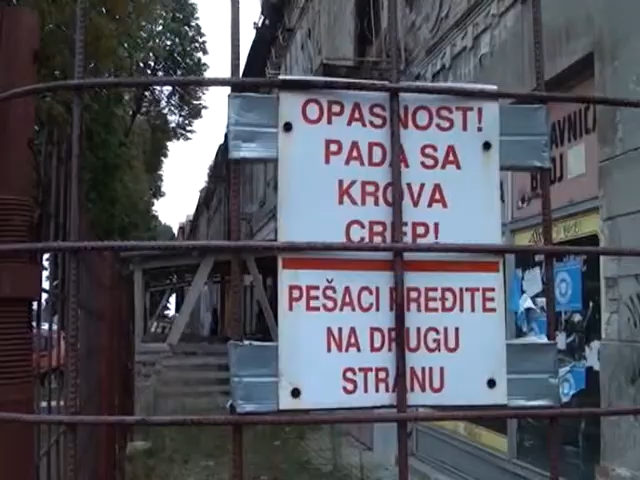 OPASNOST!
PADA SA
KROVA
CREP!
PEŠACI PREĐITE
NA DRUGU
STRANU